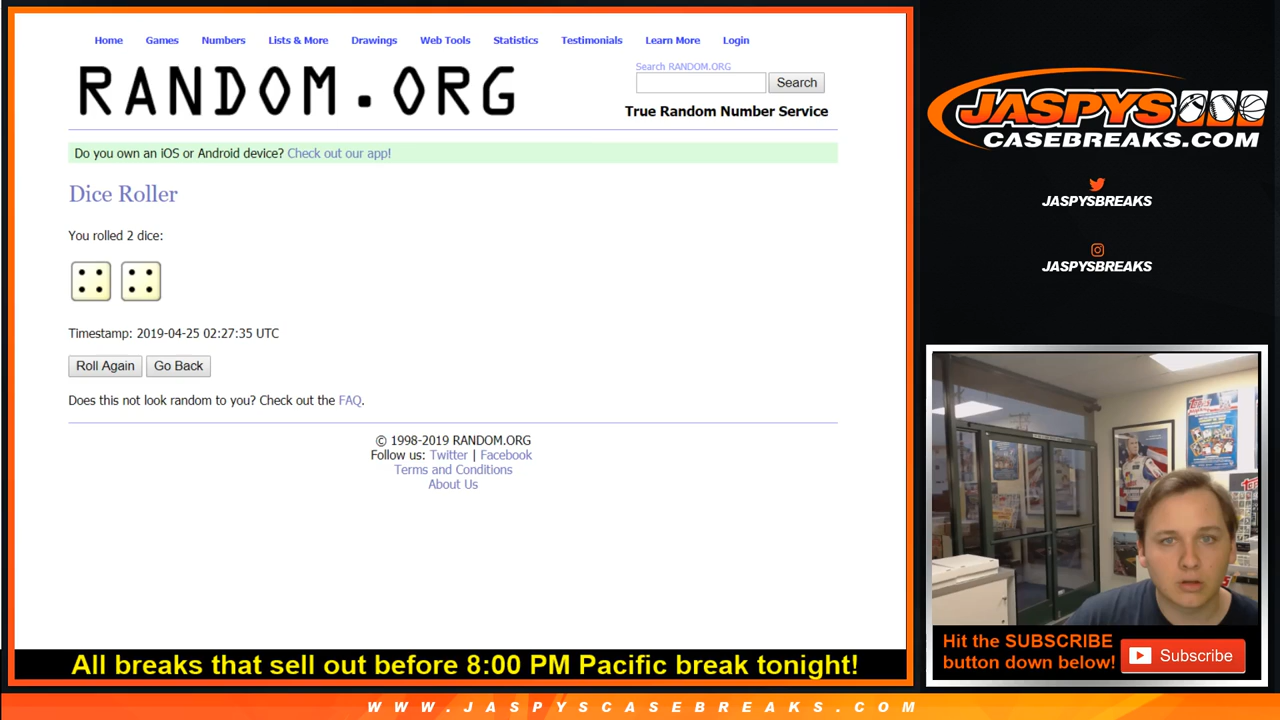 Home Games Numbers Lists & More Drawings Web Tools Statistics Testimonials Learn More Login
RANDOM.ORG
Search RANDOM.ORG
Search
True Random Number Service
Do you own an iOS or Android device? Check out our app!
Dice Roller
You rolled 2 dice:
Timestamp: 2019-04-25 02:27:35 UTC
Roll Again Go Back
Does this not look random to you? Check out the FAQ.
© 1998-2019 RANDOM.ORG
Follow us: Twitter | Facebook
Terms and Conditions
About Us
JASPYS
CASEBREAKS.COM
JASPYSBREAKS
JASPYSBREAKS
topps
Hit the SUBSCRIBE
button down below!
Subscribe
All breaks that sell out before 8:00 PM Pacific break tonight!
WWW.JASPYSCASEBREAKS.COM